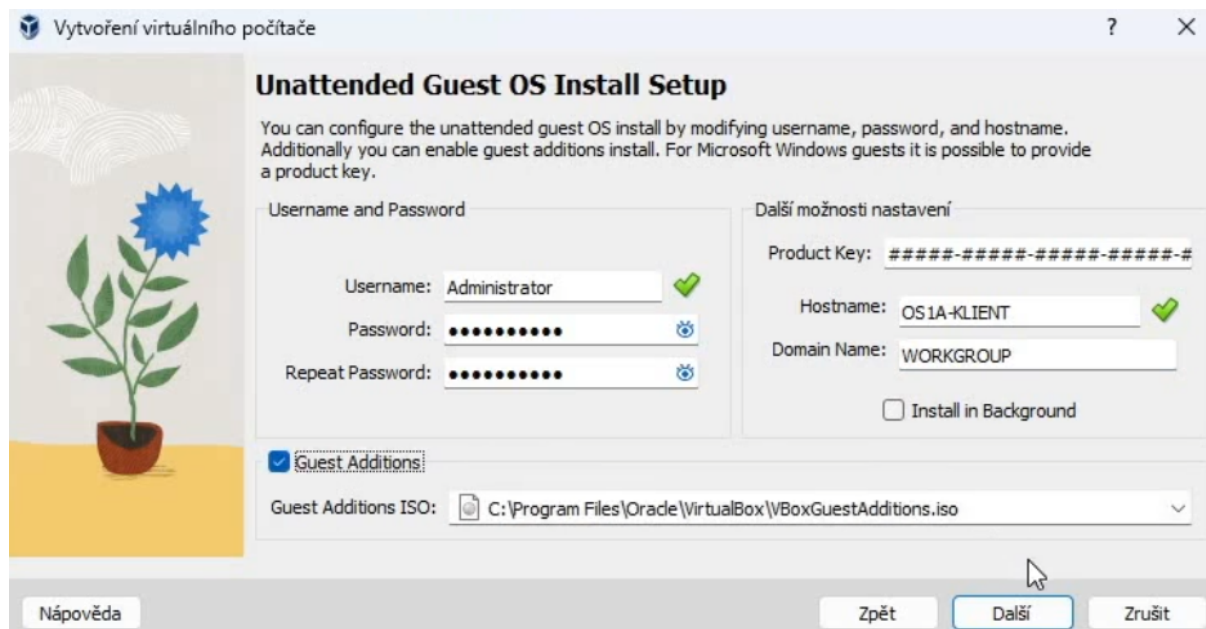 Vytvoření virtuálního počítače
?
Unattended Guest OS Install Setup
You can configure the unattended guest OS install by modifying username, password, and hostname.
Additionally you can enable guest additions install. For Microsoft Windows guests it is possible to provide
a product key.
Username and Password
Username: Administrator
Password: ●●●●●●●●●●
Repeat Password: ●●●●●●●●●●
Další možnosti nastavení
Product Key: #####-#####-#####-#####-#
Hostname: OS1A-KLIENT
Domain Name: WORKGROUP
Install in Background
Guest Additions
Guest Additions ISO: C:\Program Files\Oracle\VirtualBox\VBoxGuestAdditions.iso
Nápověda
Zpět
Další
Zrušit